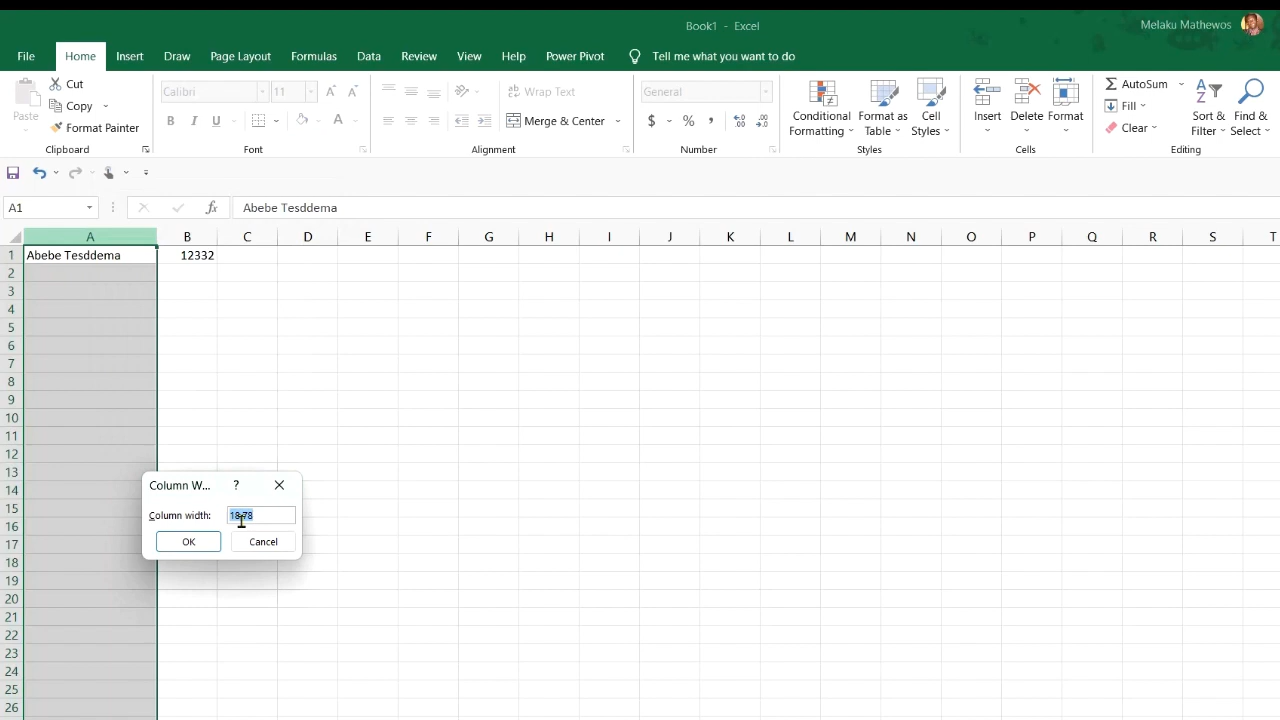 Book1 - Excel
Melaku Mathewos
File Home Insert Draw Page Layout Formulas Data Review View Help Power Pivot Tell me what you want to do
Paste
Cut
Copy
Format Painter
Clipboard
Calibri 11
B I U A
Font
Wrap Text
Merge & Center
Alignment
General
$ % ,
Number
Conditional Formatting
Format as Table
Cell Styles
Styles
Insert
Delete
Format
Cells
AutoSum
Fill
Clear
Sort & Filter
Find & Select
Editing
A1 fx Abebe Tesddema
A B C D E F G H I J K L M N O P Q R S T
1 Abebe Tesddema 12332
2
3
4
5
6
7
8
9
10
11
12
13
14
15
16
17
18
19
20
21
22
23
24
25
26
Column W... ?
Column width: 18.78
OK Cancel